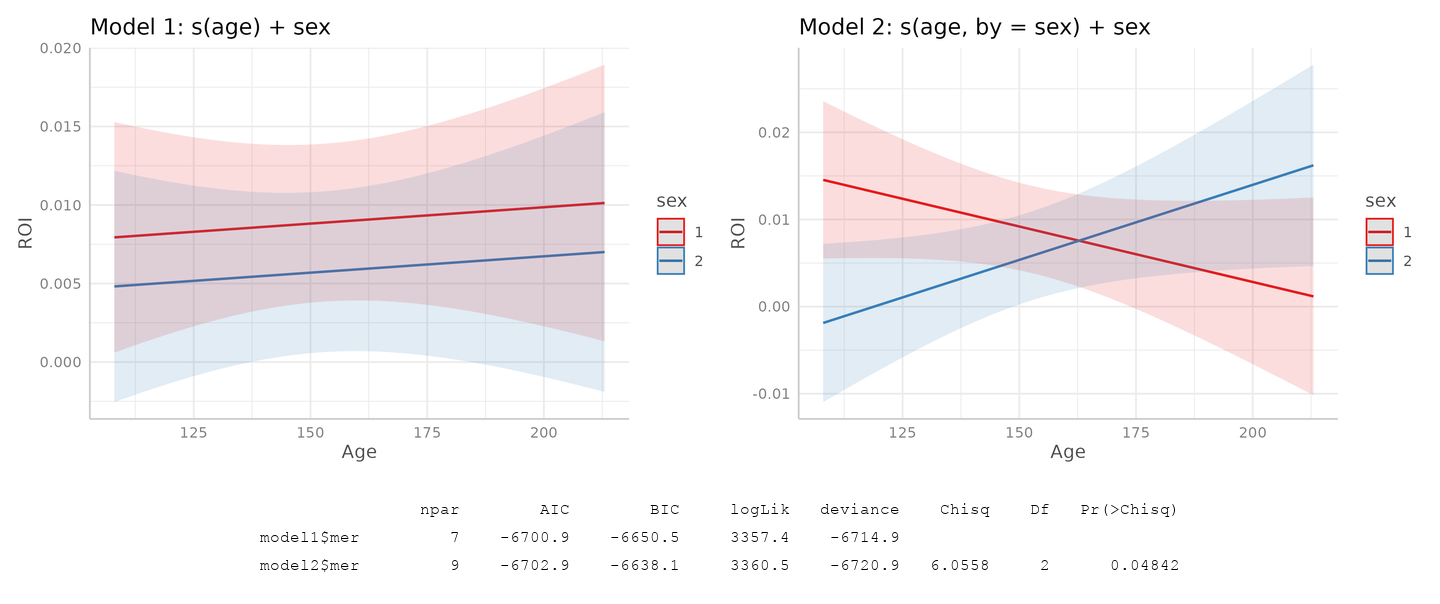 Model 1: s(age) + sex
0.020
0.015
0.010
0.005
0.000
ROI
125 150 175 200
Age
sex
1
2
Model 2: s(age, by = sex) + sex
0.02
0.01
0.00
-0.01
ROI
125 150 175 200
Age
sex
1
2
npar AIC BIC logLik deviance Chisq Df Pr(>Chisq)
model1$mer 7 -6700.9 -6650.5 3357.4 -6714.9
model2$mer 9 -6702.9 -6638.1 3360.5 -6720.9 6.0558 2 0.04842